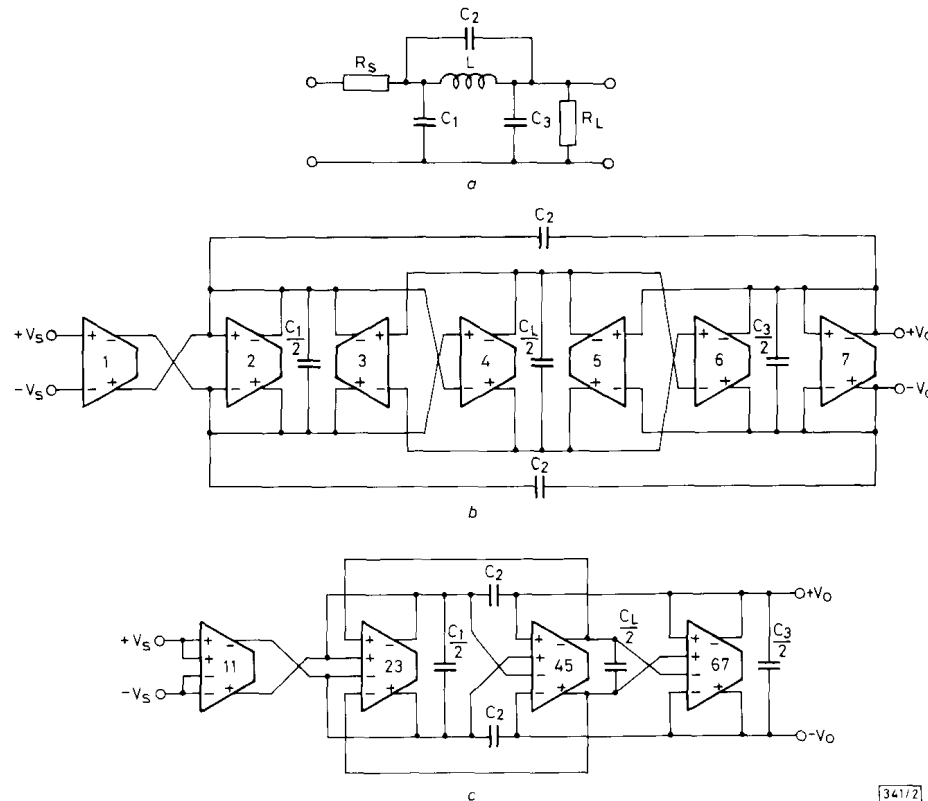 C2
RS
L
C1
C3
RL
a
C2
+VS
-VS
+ - 1 +
+ - 2 - +
C1/2
- + 3 + -
+ - 4 - +
CL/2
- + 5 + -
+ - 6 - +
C3/2
+ - 7 - +
+VO
-VO
C2
b
C2
+VS
-VS
+ + - - 11 - +
+ + - - 23 - +
C1/2
+ + - - 45 - +
CL/2
+ + - - 67 - +
C3/2
+VO
-VO
C2
c
341/2